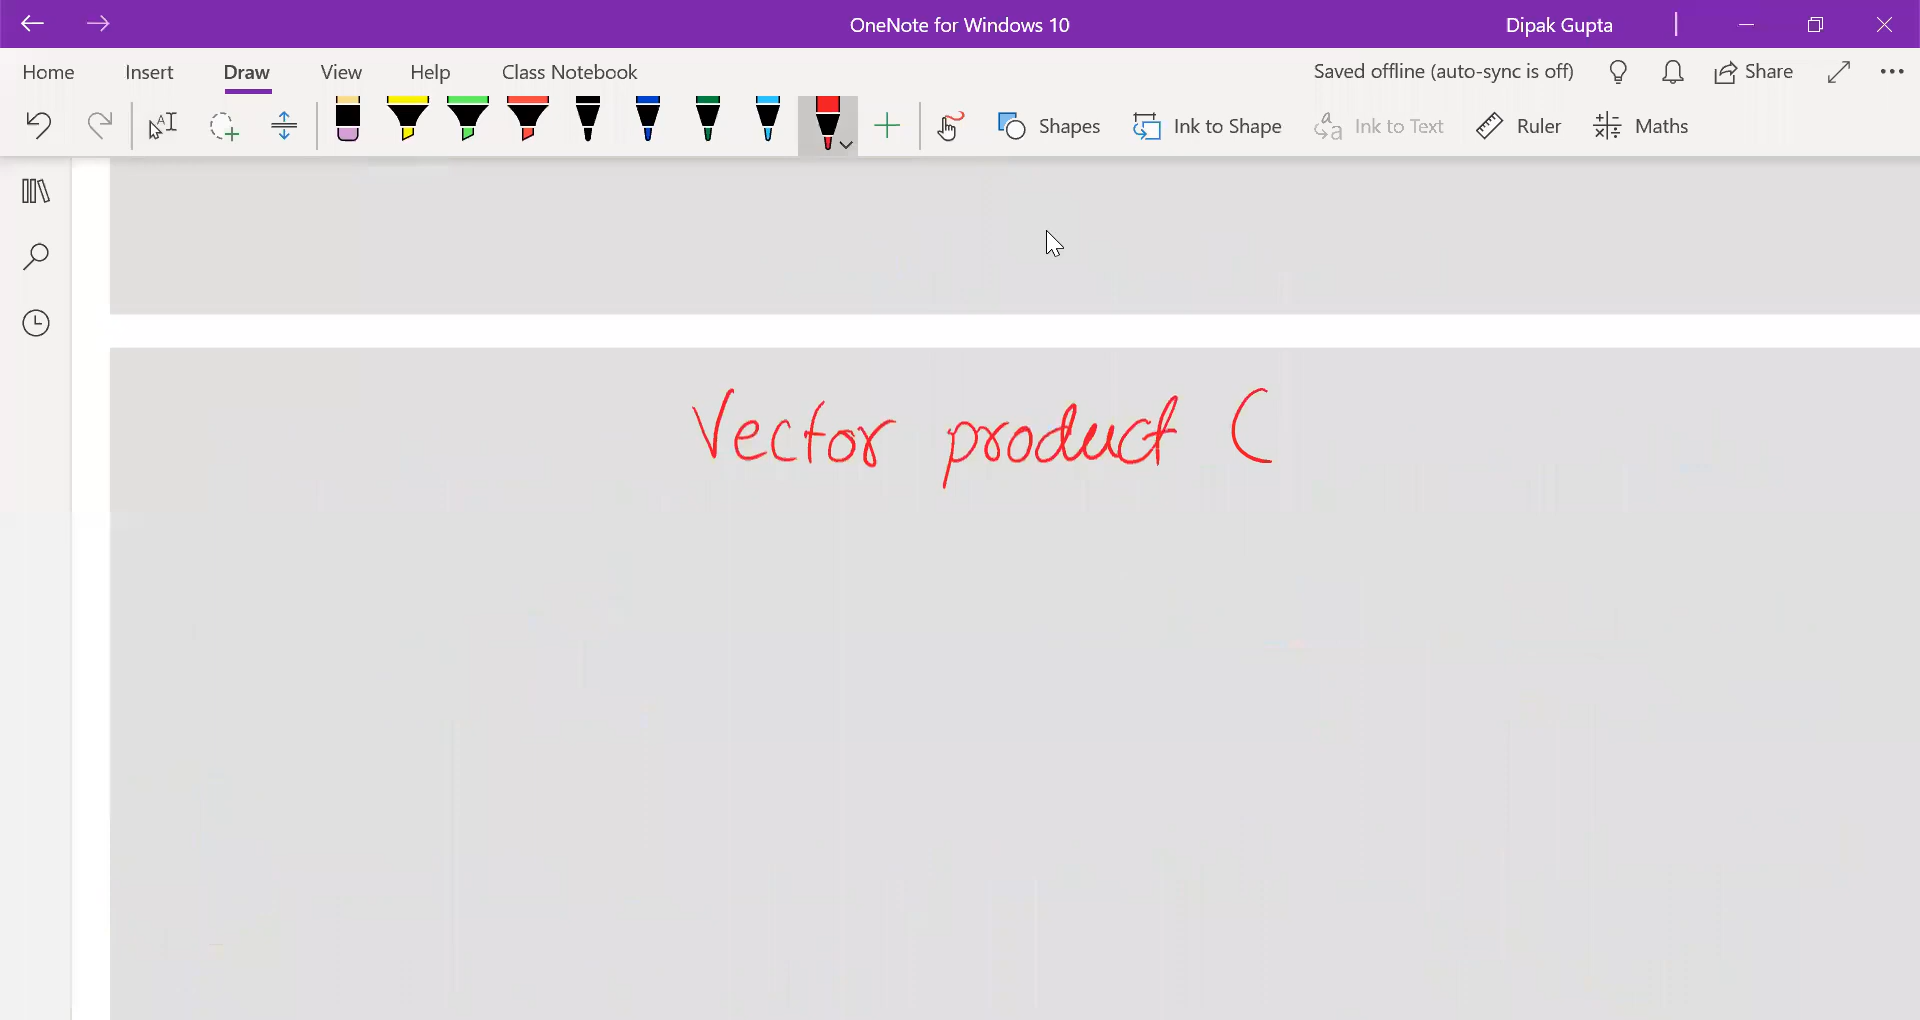 OneNote for Windows 10 Dipak Gupta
Home Insert Draw View Help Class Notebook Saved offline (auto-sync is off) Share
Shapes Ink to Shape Ink to Text Ruler Maths
Vector product (